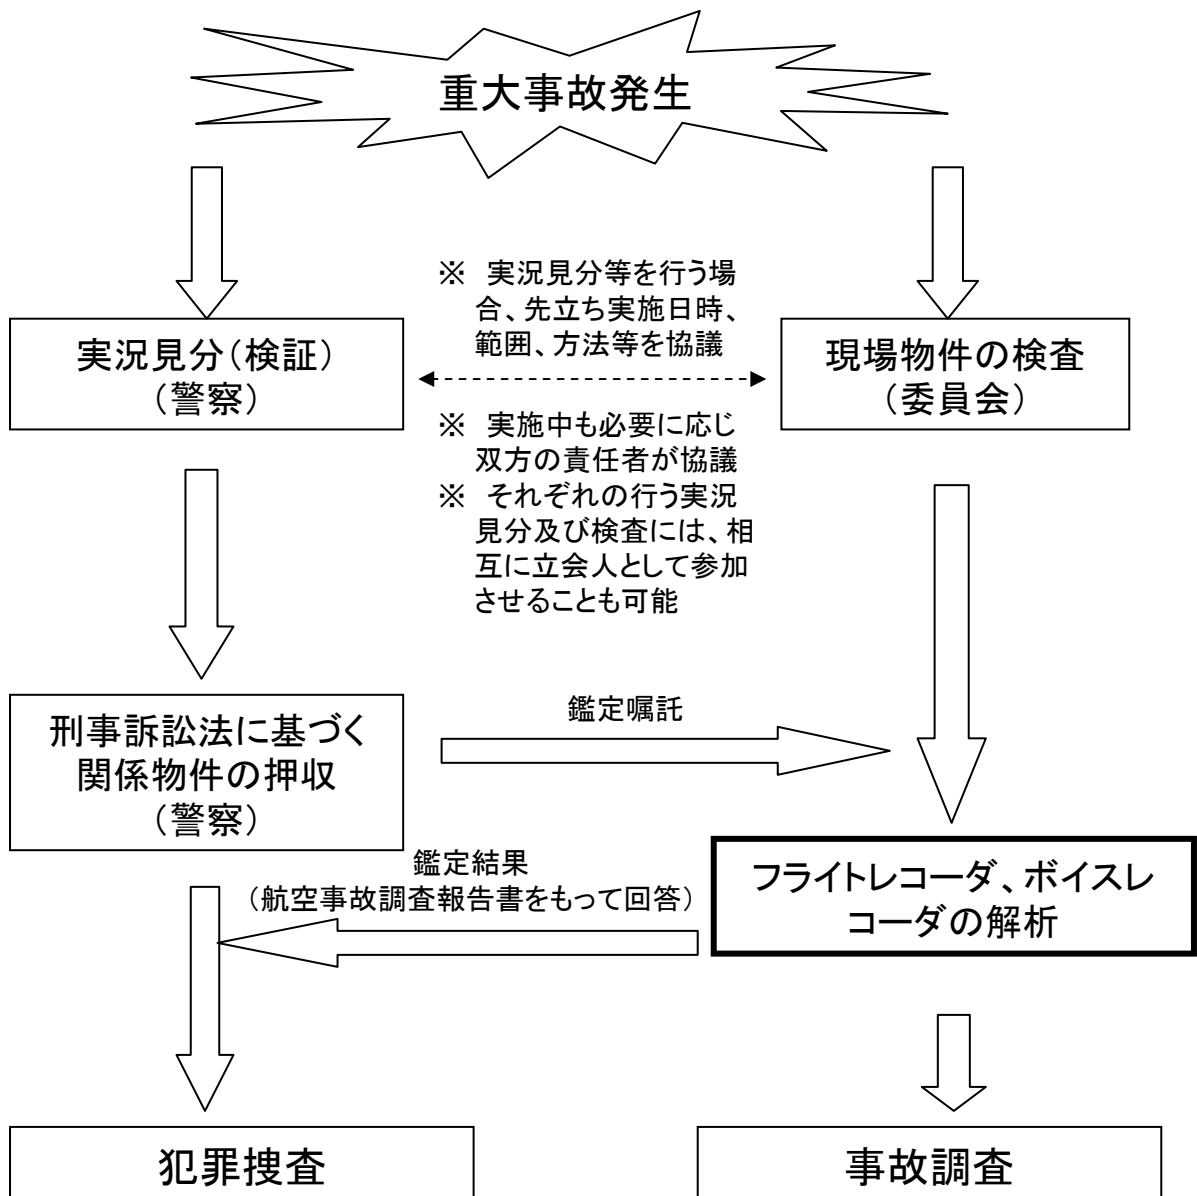 重大事故発生
※ 実況見分等を行う場
合、先立ち実施日時、
範囲、方法等を協議
実況見分(検証)
(警察)
現場物件の検査
(委員会)
※ 実施中も必要に応じ
双方の責任者が協議
※ それぞれの行う実況
見分及び検査には、相
互に立会人として参加
させることも可能
刑事訴訟法に基づく
関係物件の押収
(警察)
鑑定嘱託
鑑定結果
(航空事故調査報告書をもって回答)
フライトレコーダ、ボイスレ
コーダの解析
犯罪捜査
事故調査